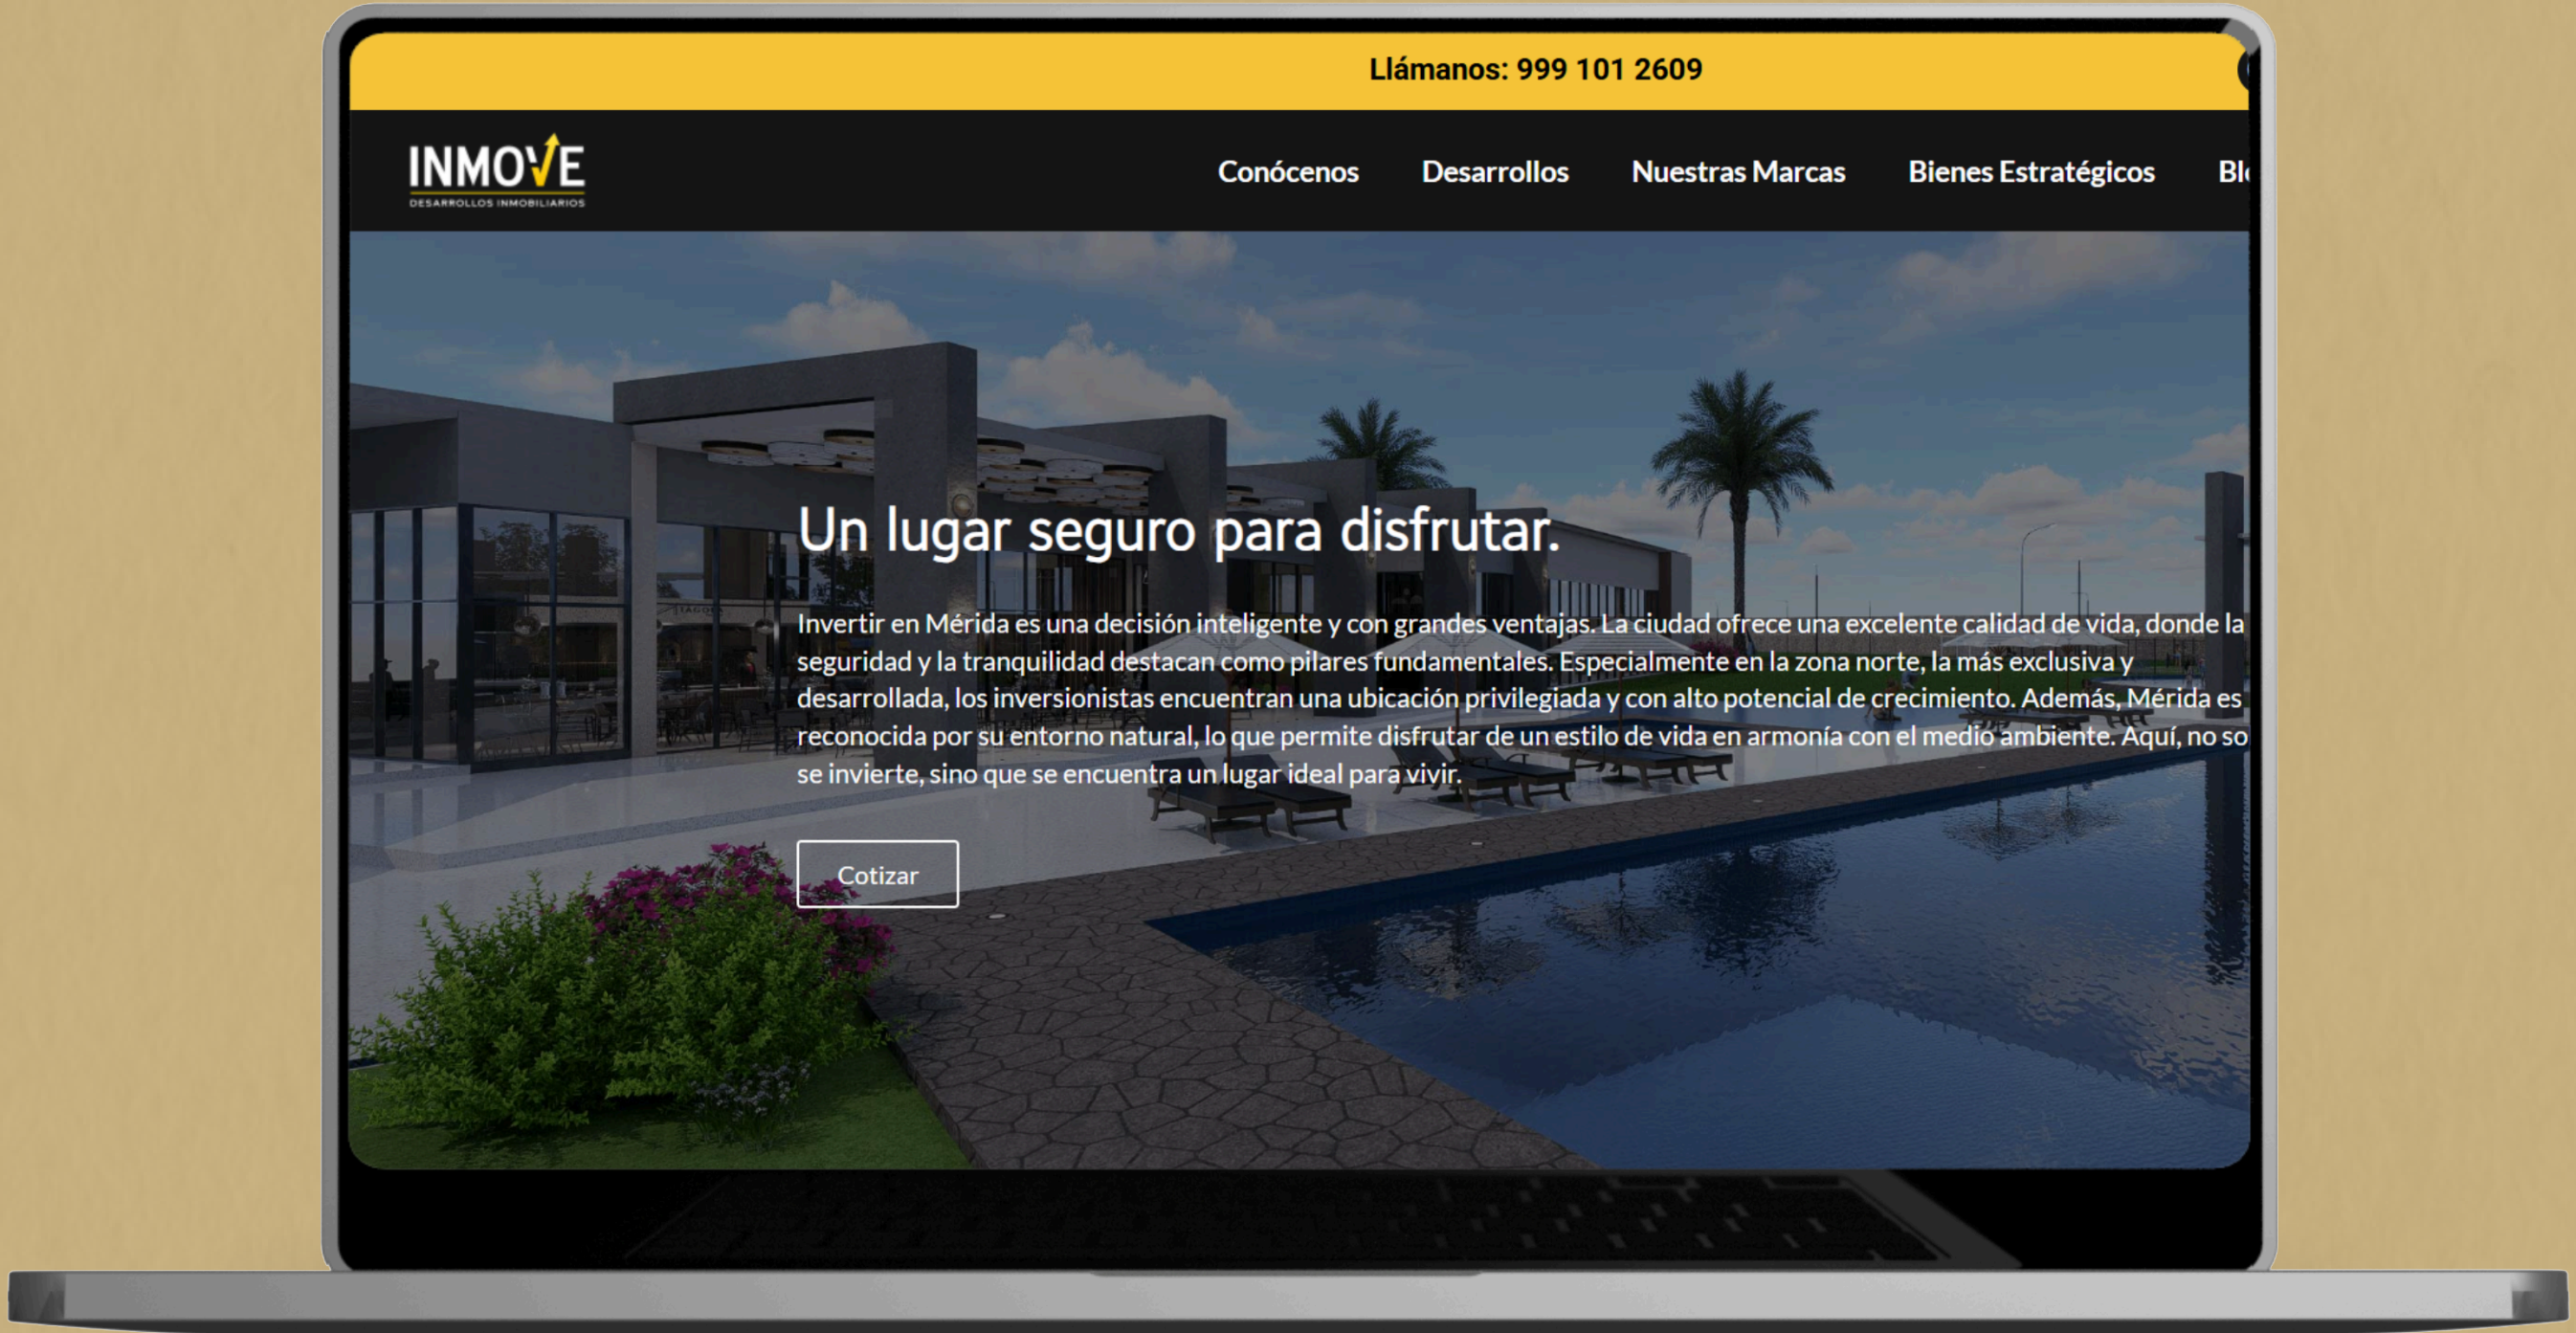 Llámanos: 999 101 2609
INMOVE
DESARROLLOS INMOBILIARIOS
Conócenos Desarrollos Nuestras Marcas Bienes Estratégicos
Un lugar seguro para disfrutar.
Invertir en Mérida es una decisión inteligente y con grandes ventajas. La ciudad ofrece una excelente calidad de vida, donde la
seguridad y la tranquilidad destacan como pilares fundamentales. Especialmente en la zona norte, la más exclusiva y
desarrollada, los inversionistas encuentran una ubicación privilegiada y con alto potencial de crecimiento. Además, Mérida es
reconocida por su entorno natural, lo que permite disfrutar de un estilo de vida en armonía con el medio ambiente. Aquí, no so
se invierte, sino que se encuentra un lugar ideal para vivir.
Cotizar